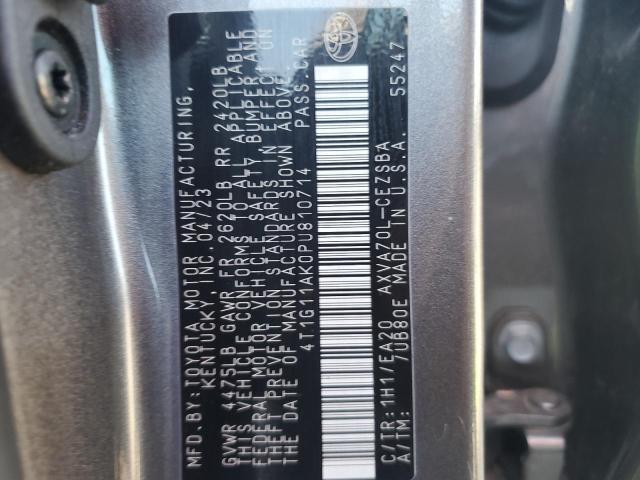 MFD. BY: TOYOTA MOTOR MANUFACTURING,
KENTUCKY INC. 04/23
GVWR 4475LB GAWR FR 2620LB RR 2420LB
THIS VEHICLE CONFORMS TO ALL APPLICABLE
FEDERAL MOTOR VEHICLE SAFETY, BUMPER AND
THEFT PREVENTION STANDARDS IN EFFECT ON
THE DATE OF MANUFACTURE SHOWN ABOVE.
4T1G11AK0PU810714 PASS. CAR
C/TR: 1H1/EA20 AXVA70L-CEZSBA
A/TM: 7UB80E MADE IN U.S.A. 55247